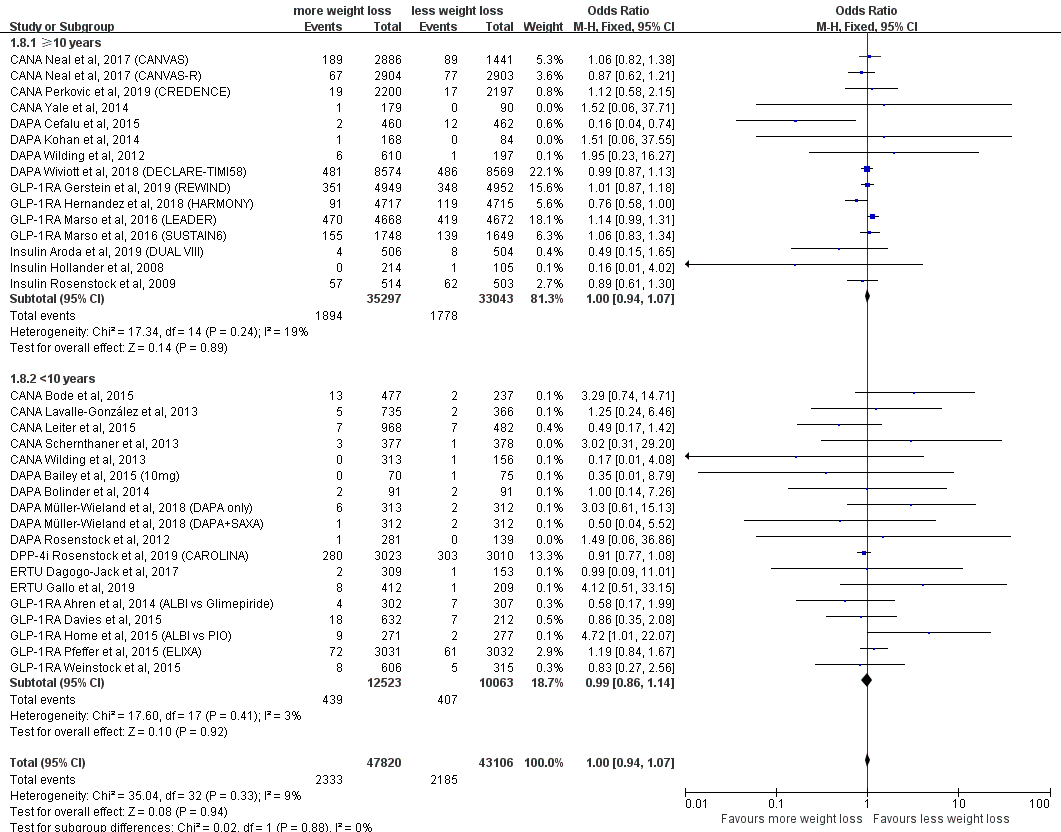 more weight loss less weight loss Odds Ratio Odds Ratio
Study or Subgroup Events Total Events Total Weight M-H, Fixed, 95% CI M-H, Fixed, 95% CI
1.8.1 ≥10 years
CANA Neal et al, 2017 (CANVAS) 189 2886 89 1441 5.3% 1.06 [0.82, 1.38]
CANA Neal et al, 2017 (CANVAS-R) 67 2904 77 2903 4.0% 0.87 [0.62, 1.21]
CANA Perkovic et al, 2019 (CREDENCE) 19 2200 17 2197 0.8% 1.12 [0.58, 2.15]
CANA Yale et al, 2014 1 179 0 90 0.0% 1.52 [0.06, 37.71]
DAPA Cefalu et al, 2015 2 460 12 462 0.6% 0.16 [0.04, 0.74]
DAPA Kohan et al, 2014 1 168 0 84 0.0% 1.51 [0.06, 37.55]
DAPA Wilding et al, 2012 6 610 1 197 0.1% 1.95 [0.23, 16.27]
DAPA Wiviott et al, 2018 (DECLARE-TIMI58) 481 8574 486 8569 22.1% 0.99 [0.87, 1.13]
GLP-1RA Gerstein et al, 2019 (REWIND) 351 4949 348 4952 15.6% 1.01 [0.87, 1.18]
GLP-1RA Hernandez et al, 2018 (HARMONY) 91 4717 119 4715 5.6% 0.76 [0.58, 1.00]
GLP-1RA Marso et al, 2016 (LEADER) 470 4668 419 4672 18.1% 1.14 [0.99, 1.31]
GLP-1RA Marso et al, 2016 (SUSTAIN6) 155 1748 139 1649 6.3% 1.06 [0.83, 1.34]
Insulin Aroda et al, 2019 (DUAL VIII) 4 506 8 504 0.4% 0.49 [0.15, 1.65]
Insulin Hollander et al, 2008 0 214 1 105 0.1% 0.16 [0.01, 4.02]
Insulin Rosenstock et al, 2009 57 514 62 503 2.7% 0.89 [0.61, 1.30]
Subtotal (95% CI) 35297 33043 81.3% 1.00 [0.94, 1.07]
Total events 1894 1778
Heterogeneity: Chi² = 17.34, df = 14 (P = 0.24); I² = 19%
Test for overall effect: Z = 0.14 (P = 0.89)
1.8.2 <10 years
CANA Bode et al, 2015 13 477 2 237 0.1% 3.29 [0.74, 14.71]
CANA Lavalle-González et al, 2013 5 735 2 366 0.1% 1.25 [0.24, 6.46]
CANA Leiter et al, 2015 7 968 7 482 0.4% 0.49 [0.17, 1.42]
CANA Schernthaner et al, 2013 3 377 1 378 0.0% 3.02 [0.31, 29.20]
CANA Wilding et al, 2013 0 313 1 156 0.1% 0.17 [0.01, 4.08]
DAPA Bailey et al, 2015 (10mg) 0 70 1 75 0.1% 0.35 [0.01, 8.79]
DAPA Bolinder et al, 2014 2 91 2 91 0.1% 1.00 [0.14, 7.26]
DAPA Müller-Wieland et al, 2018 (DAPA only) 6 313 2 312 0.1% 3.03 [0.61, 15.13]
DAPA Müller-Wieland et al, 2018 (DAPA+SAXA) 1 312 2 312 0.1% 0.50 [0.04, 5.52]
DAPA Rosenstock et al, 2012 1 281 0 139 0.0% 1.49 [0.06, 36.86]
DPP-4i Rosenstock et al, 2019 (CAROLINA) 280 3023 303 3010 13.3% 0.91 [0.77, 1.08]
ERTU Dagogo-Jack et al, 2017 2 309 1 153 0.1% 0.99 [0.09, 11.01]
ERTU Gallo et al, 2019 8 412 1 209 0.1% 4.12 [0.51, 33.15]
GLP-1RA Ahren et al, 2014 (ALBI vs Glimepiride) 4 302 7 307 0.3% 0.58 [0.17, 1.99]
GLP-1RA Davies et al, 2015 18 632 7 212 0.5% 0.86 [0.35, 2.08]
GLP-1RA Home et al, 2015 (ALBI vs PIO) 9 271 2 277 0.1% 4.72 [1.01, 22.07]
GLP-1RA Pfeffer et al, 2015 (ELIXA) 72 3031 61 3032 2.9% 1.19 [0.84, 1.67]
GLP-1RA Weinstock et al, 2015 8 606 5 315 0.3% 0.83 [0.27, 2.56]
Subtotal (95% CI) 12523 10063 18.7% 0.99 [0.86, 1.14]
Total events 439 407
Heterogeneity: Chi² = 17.60, df = 17 (P = 0.41); I² = 3%
Test for overall effect: Z = 0.10 (P = 0.92)
Total (95% CI) 47820 43106 100.0% 1.00 [0.94, 1.07]
Total events 2333 2185
Heterogeneity: Chi² = 35.04, df = 32 (P = 0.33); I² = 9%
Test for overall effect: Z = 0.08 (P = 0.94)
Test for subgroup differences: Chi² = 0.02, df = 1 (P = 0.88), I² = 0%
0.01 0.1 1 10 100
Favours more weight loss Favours less weight loss